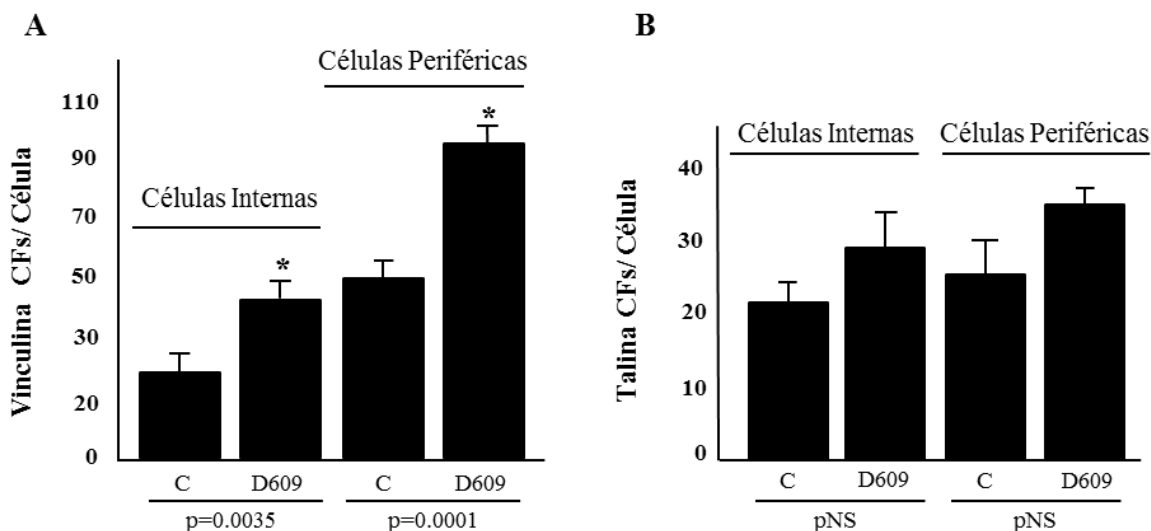 A
Células Periféricas
*
110
90
Células Internas
70
*
50
30
20
0
Vinculina CFs/ Célula
C D609 C D609
p=0.0035 p=0.0001
B
Células Internas Células Periféricas
40
30
20
10
0
Talina CFs/ Célula
C D609 C D609
pNS pNS